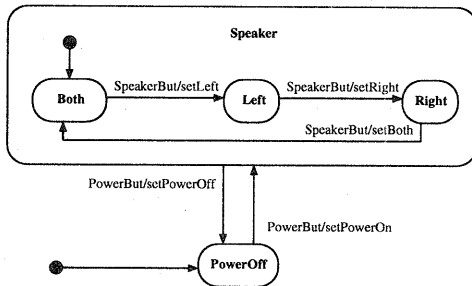 Speaker
SpeakerBut/setLeft
SpeakerBut/setRight
Both
Left
Right
SpeakerBut/setBoth
PowerBut/setPowerOff
PowerBut/setPowerOn
PowerOff